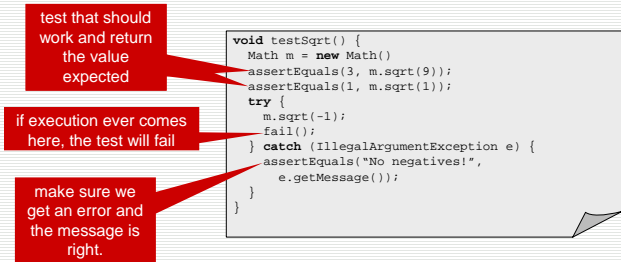 test that should
work and return
the value
expected
if execution ever comes
here, the test will fail
make sure we
get an error and
the message is
right.
void testSqrt() {
Math m = new Math()
assertEquals(3, m.sqrt(9));
assertEquals(1, m.sqrt(1));
try {
m.sqrt(-1);
fail();
} catch (IllegalArgumentException e) {
assertEquals("No negatives!",
e.getMessage());
}
}